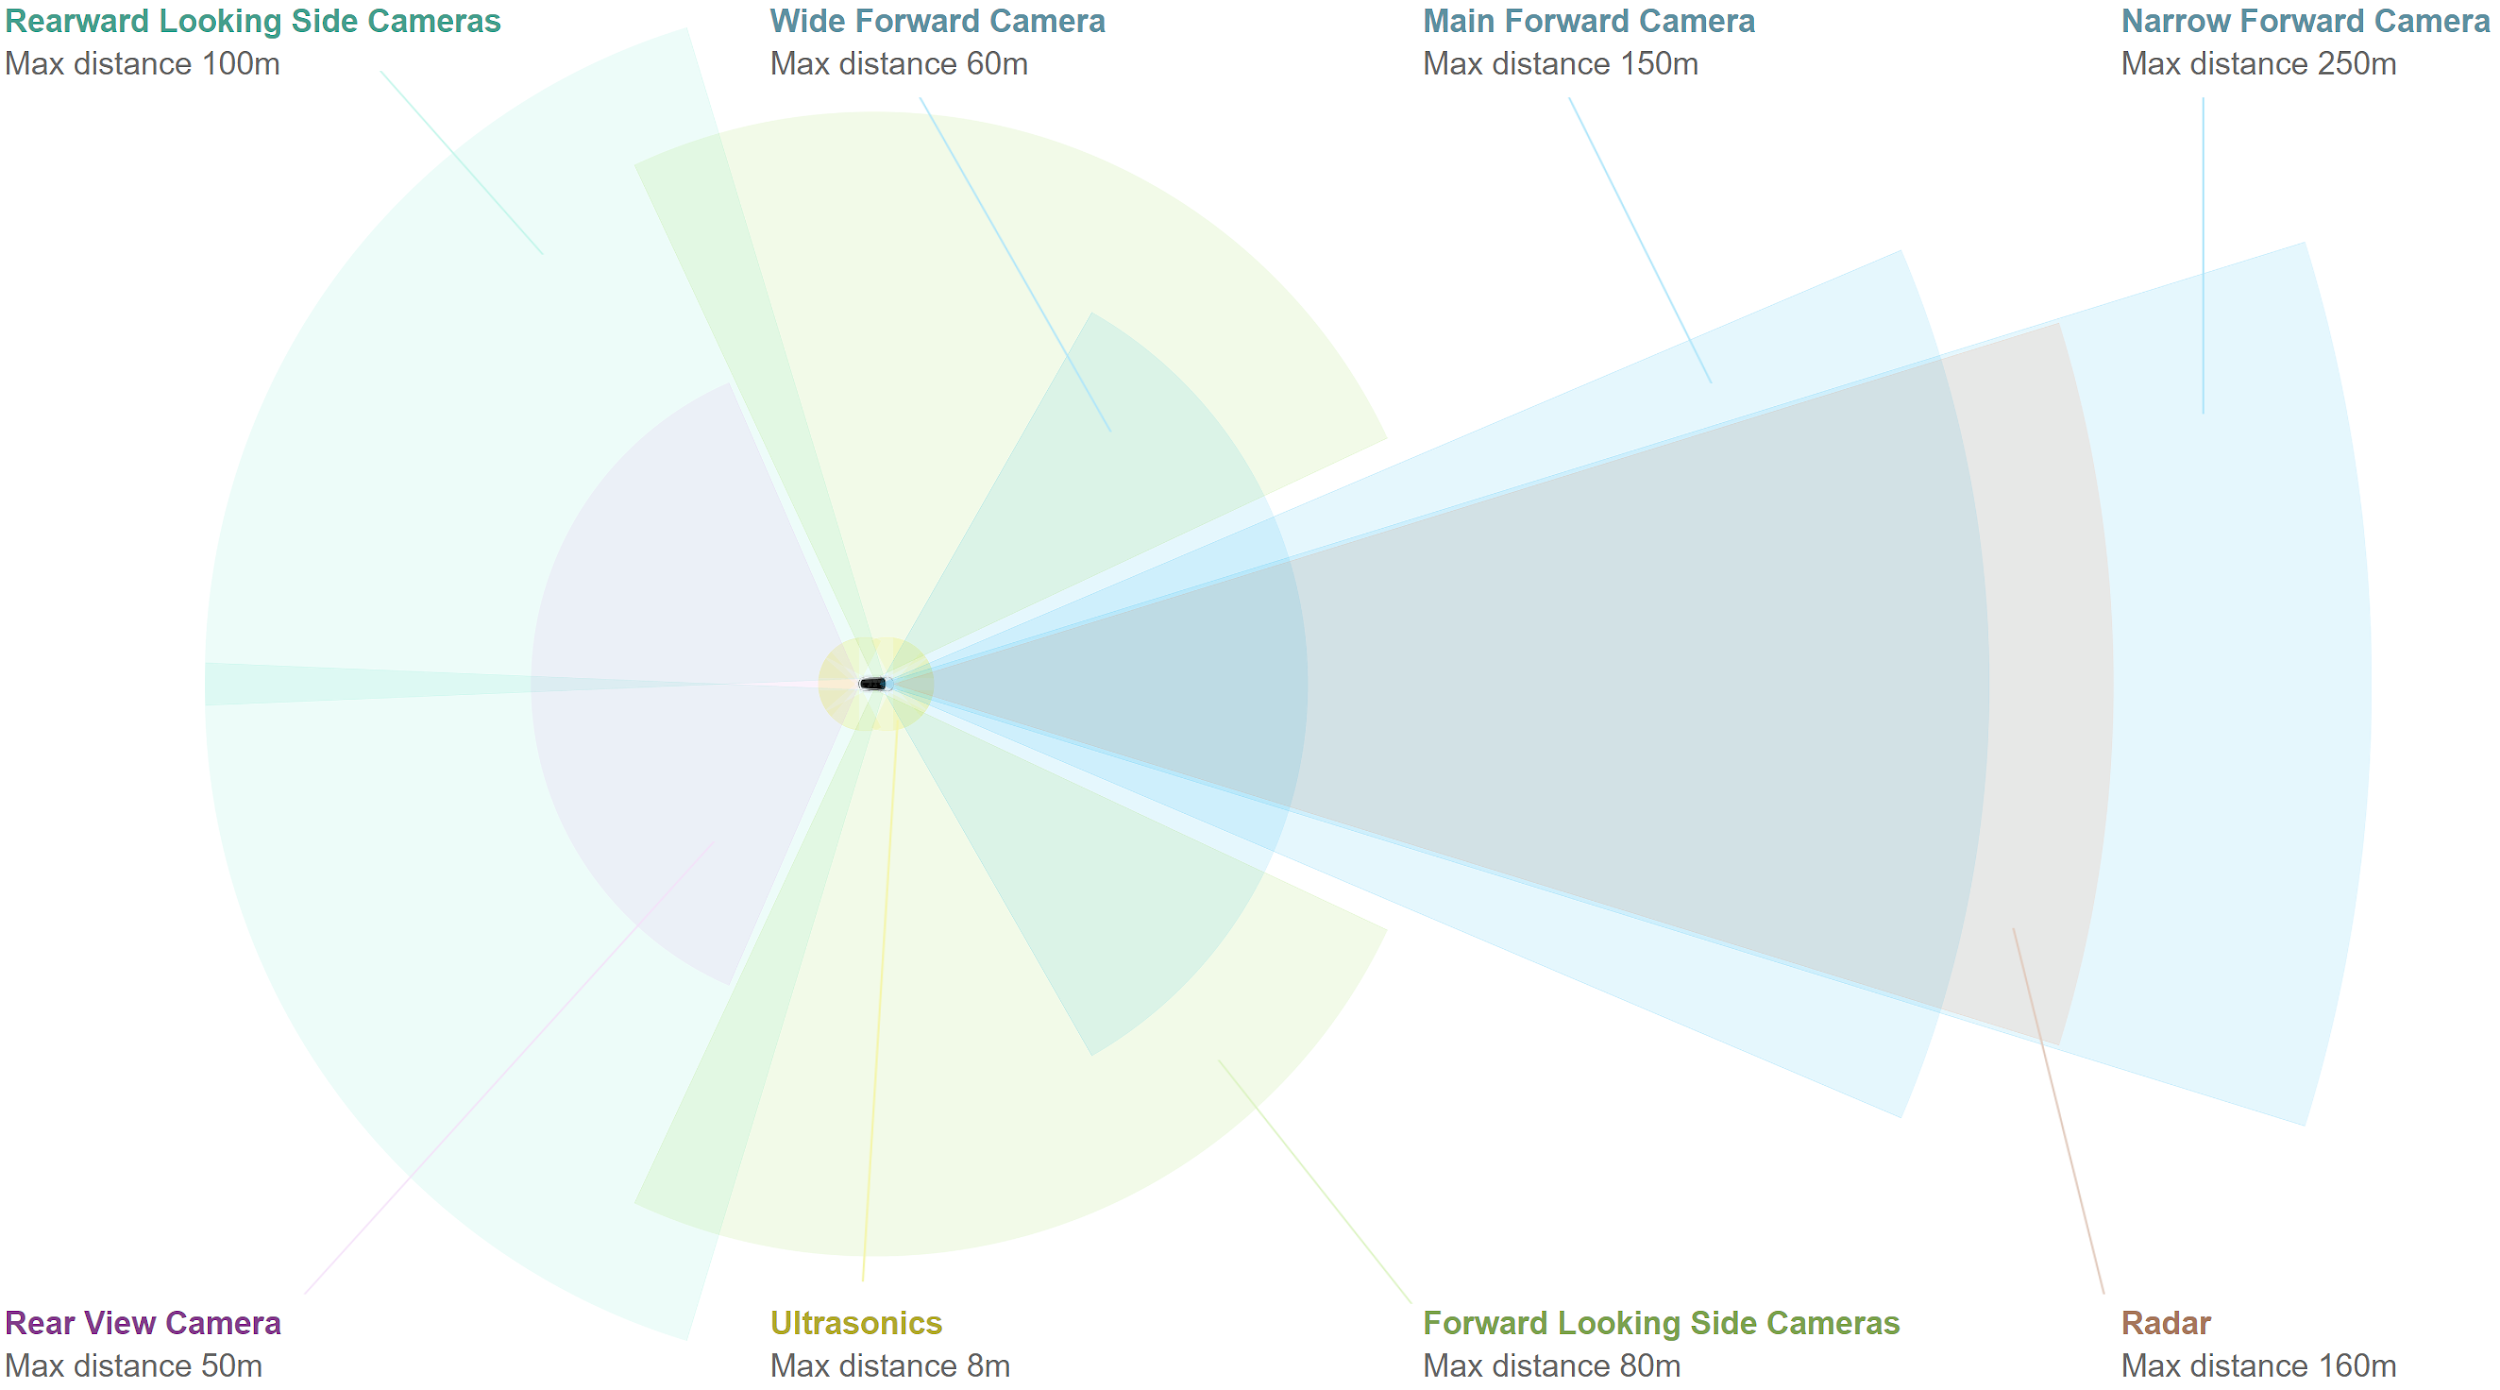 Rearward Looking Side Cameras
Max distance 100m
Wide Forward Camera
Max distance 60m
Main Forward Camera
Max distance 150m
Narrow Forward Camera
Max distance 250m
Rear View Camera
Max distance 50m
Ultrasonics
Max distance 8m
Forward Looking Side Cameras
Max distance 80m
Radar
Max distance 160m